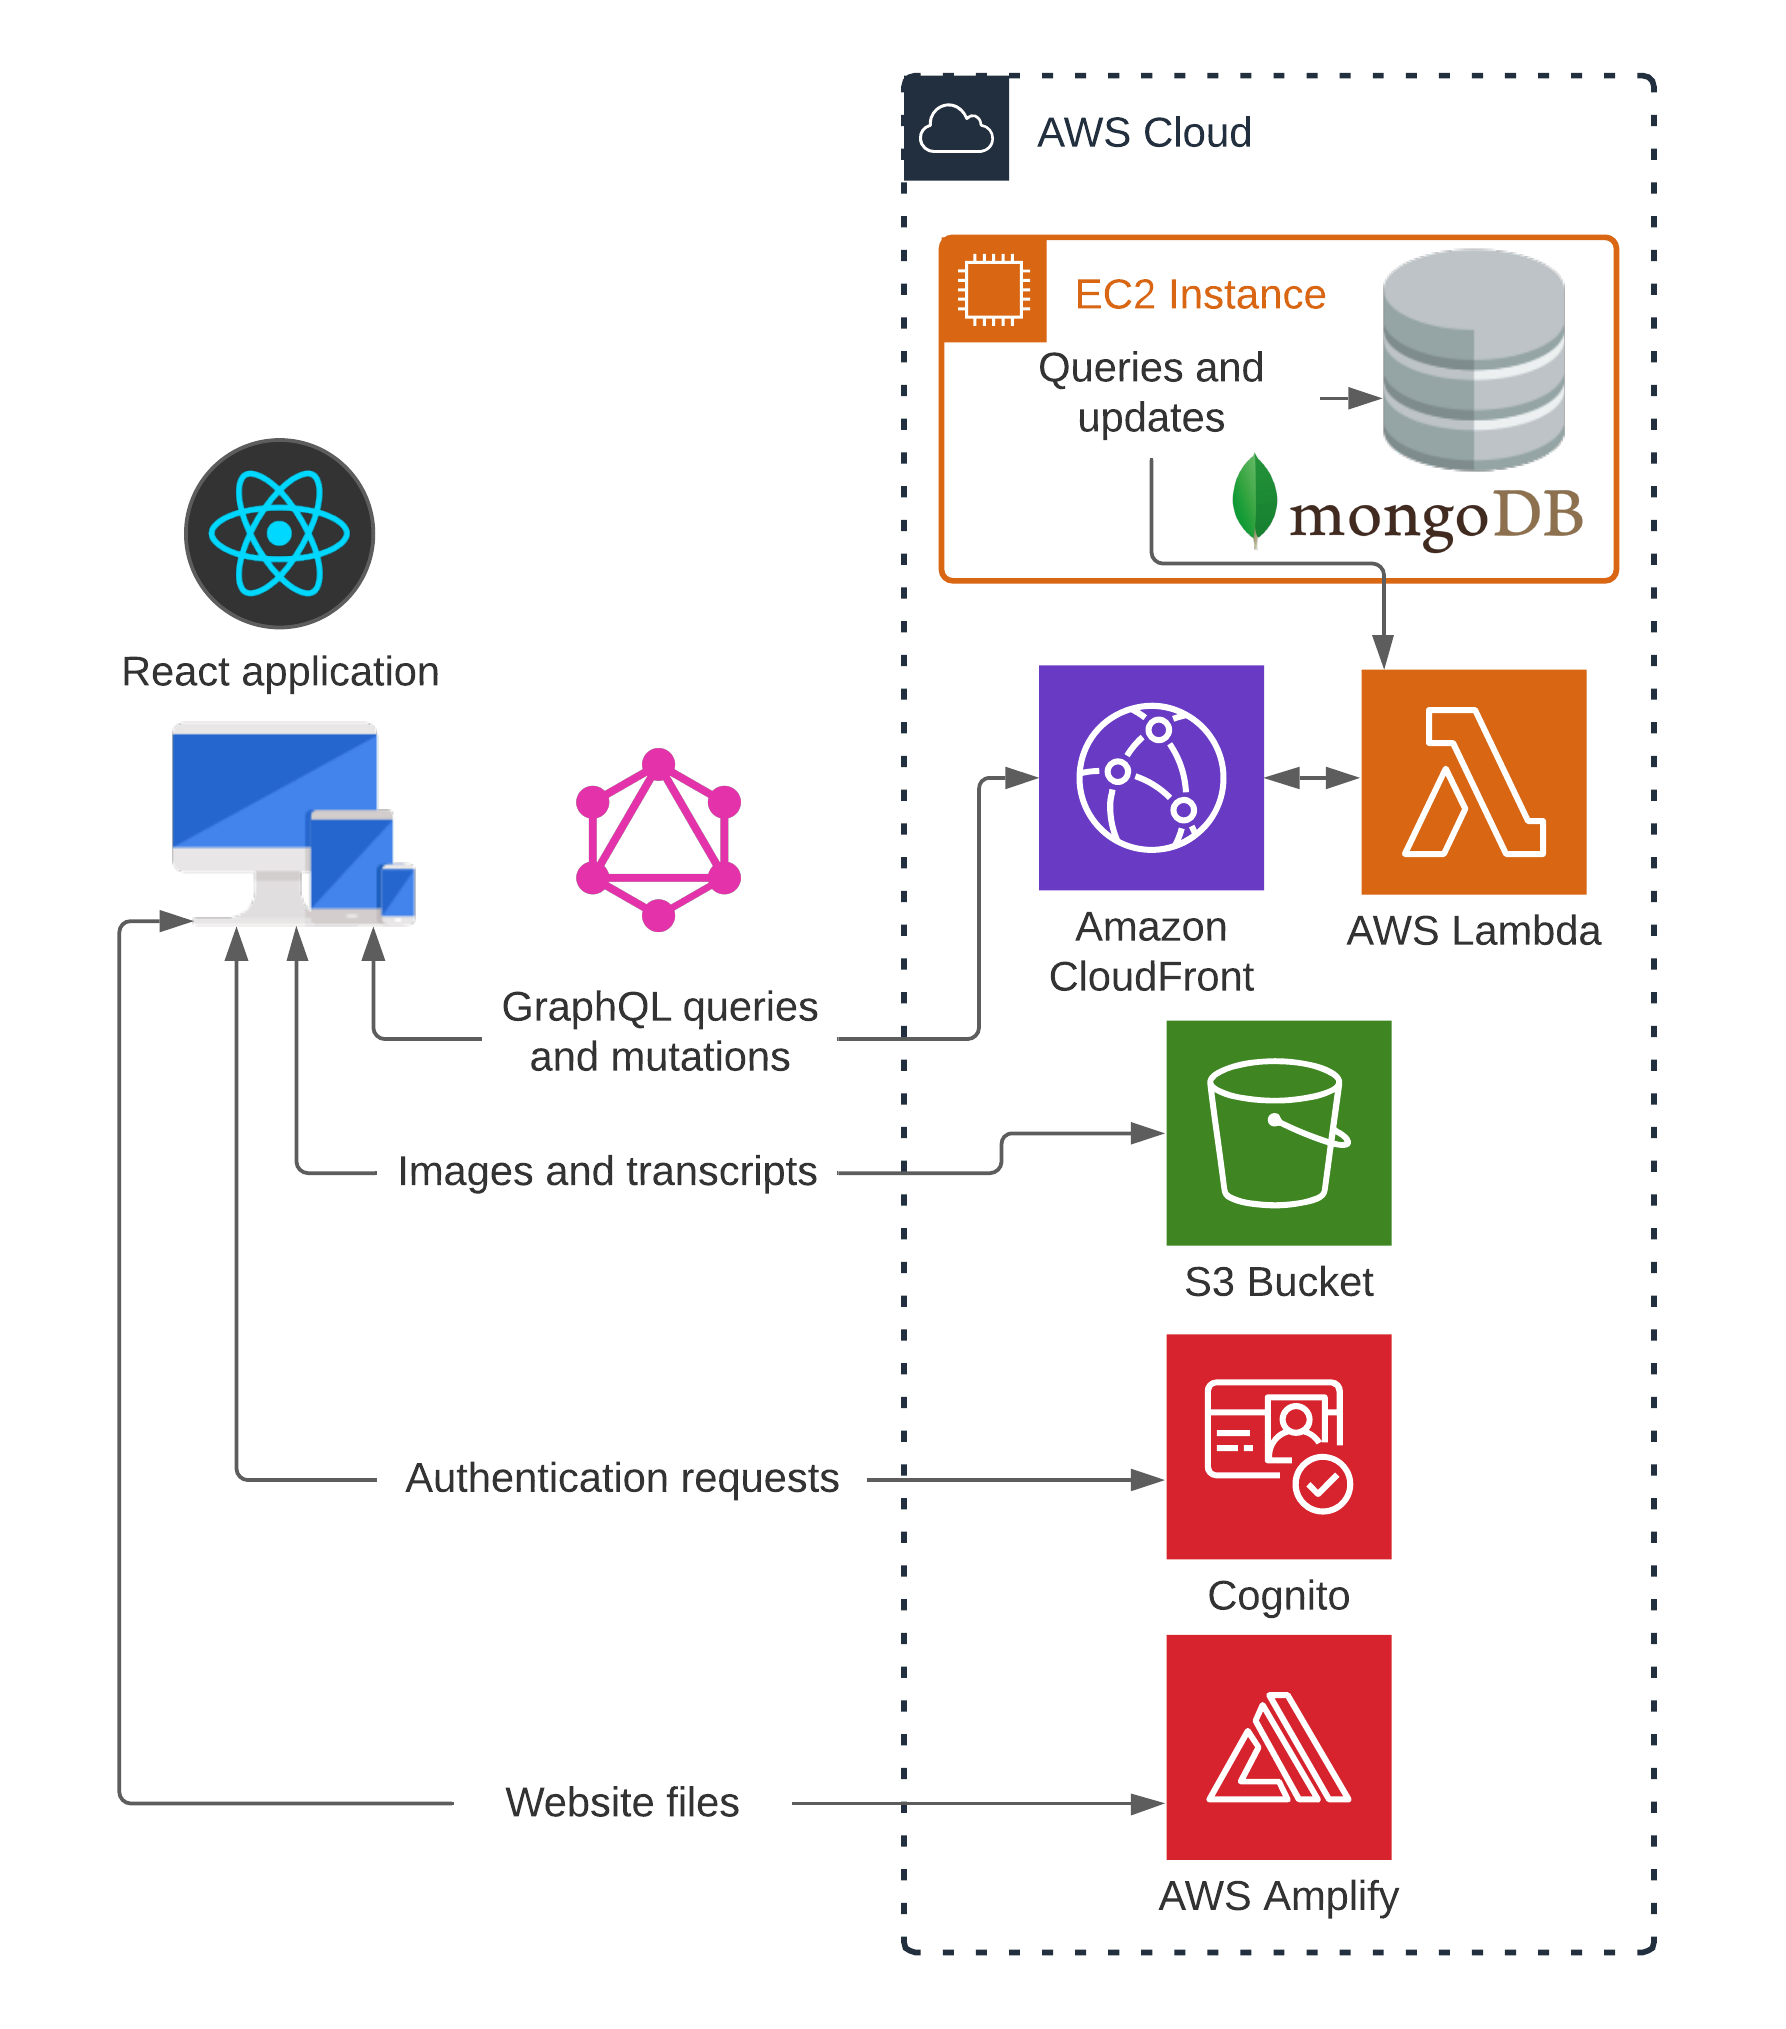 AWS Cloud
EC2 Instance
Queries and
updates
mongoDB
React application
Amazon
CloudFront
AWS Lambda
GraphQL queries
and mutations
Images and transcripts
S3 Bucket
Authentication requests
Cognito
Website files
AWS Amplify